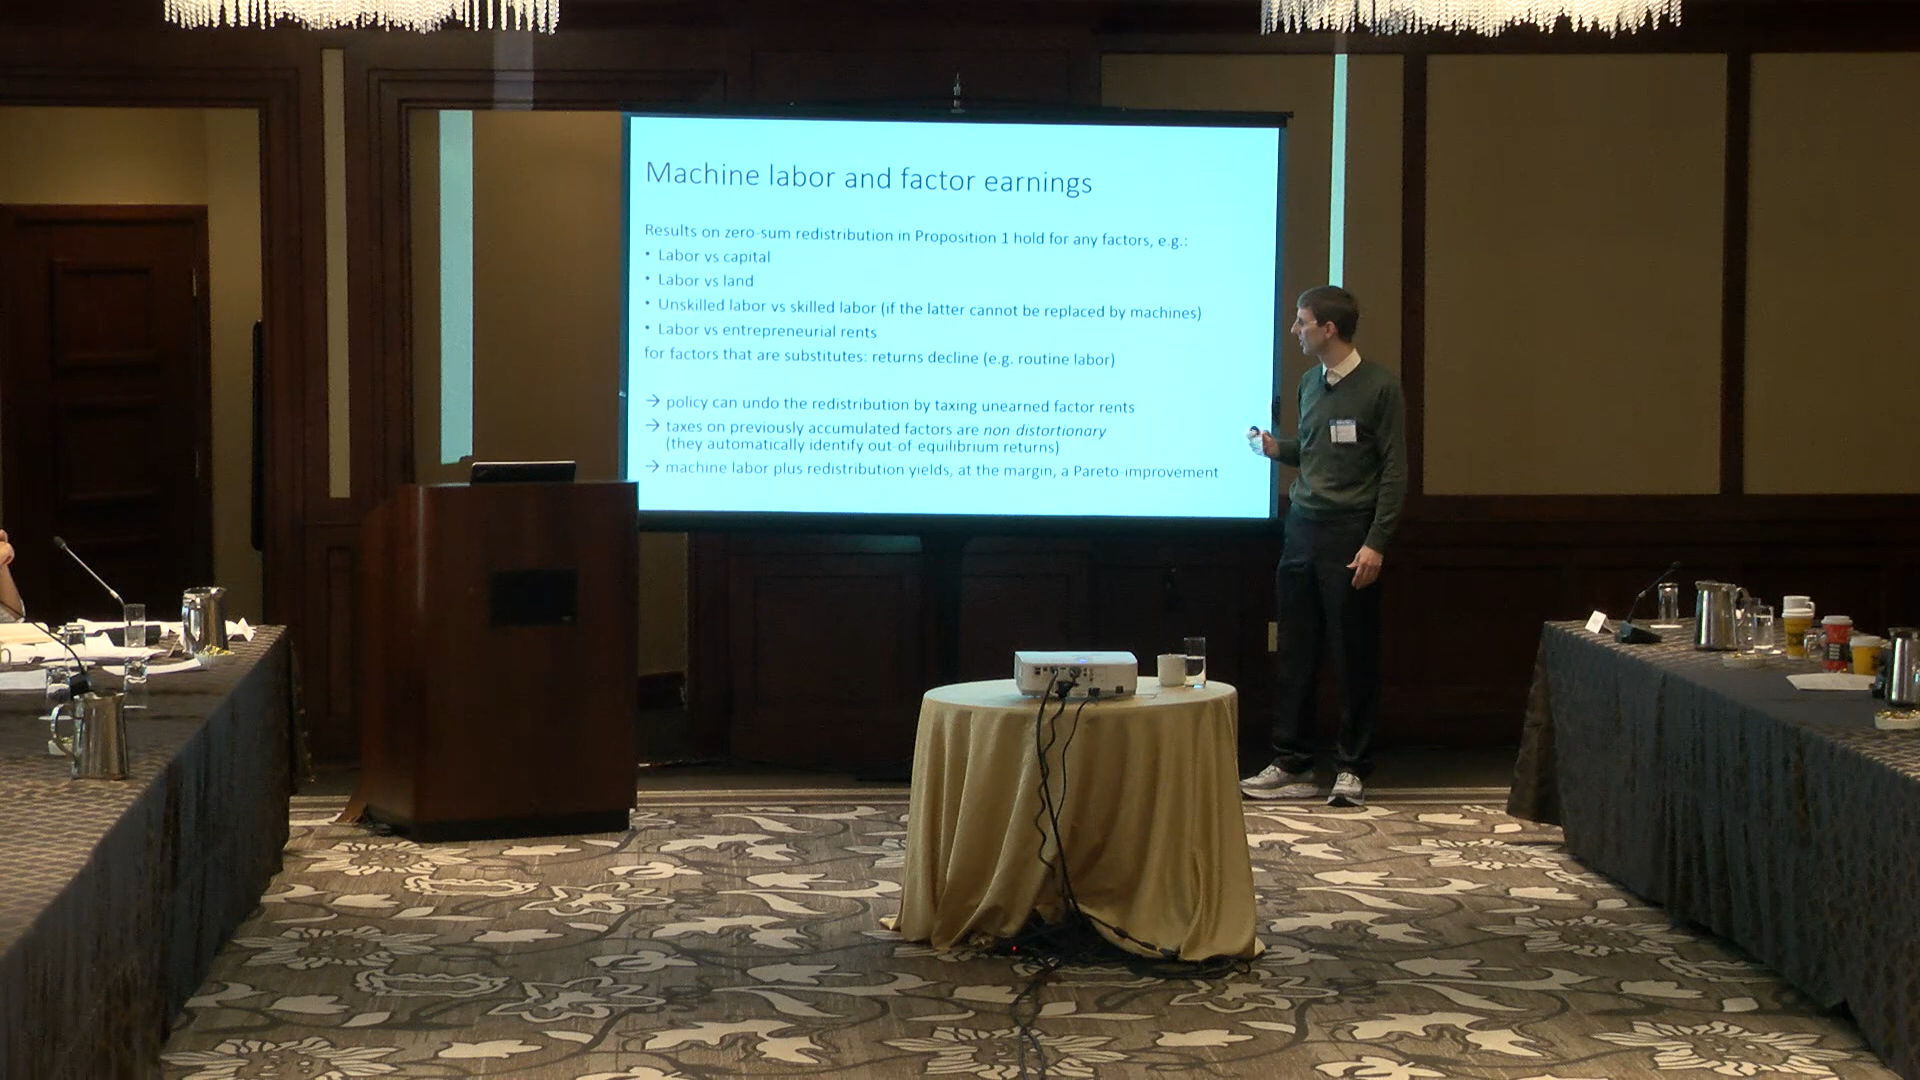 Machine labor and factor earnings
Results on zero-sum redistribution in Proposition 1 hold for any factors, e.g.:
• Labor vs capital
• Labor vs land
• Unskilled labor vs skilled labor (if the latter cannot be replaced by machines)
• Labor vs entrepreneurial rents
for factors that are substitutes: returns decline (e.g. routine labor)
→ policy can undo the redistribution by taxing unearned factor rents
→ taxes on previously accumulated factors are non-distortionary
(they automatically identify out-of equilibrium returns)
→ machine labor plus redistribution yields, at the margin, a Pareto-improvement